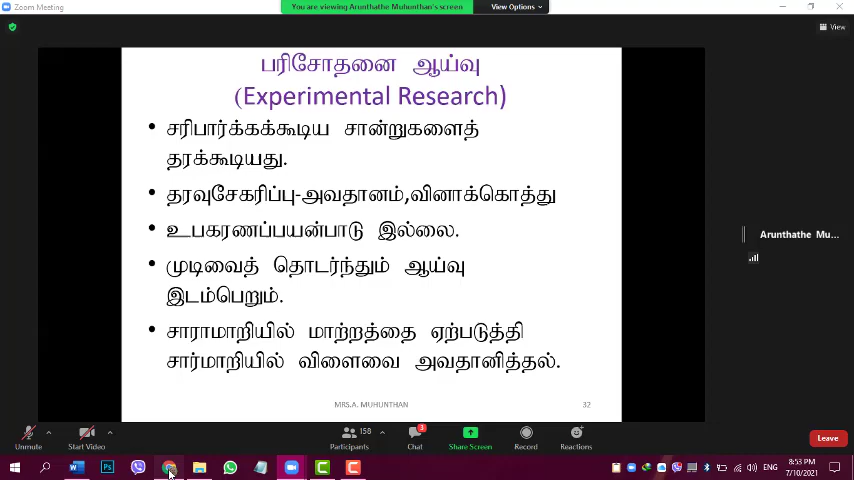 Zoom Meeting
You are viewing Arunthathe Muhunthan's screen
View Options
View
பரிசோதனை ஆய்வு
(Experimental Research)
• சரிபார்க்கக்கூடிய சான்றுகளைத்
தரக்கூடியது.
• தரவுசேகரிப்பு-அவதானம்,வினாக்கொத்து
• உபகரணப்பயன்பாடு இல்லை.
• முடிவைத் தொடர்ந்தும் ஆய்வு
இடம்பெறும்.
• சாராமாறியில் மாற்றத்தை ஏற்படுத்தி
சார்மாறியில் விளைவை அவதானித்தல்.
MRS.A. MUHUNTHAN
32
Arunthathe Mu...
Unmute
Start Video
158
Participants
3
Chat
Share Screen
Record
Reactions
Leave
ENG
8:53 PM
7/10/2021